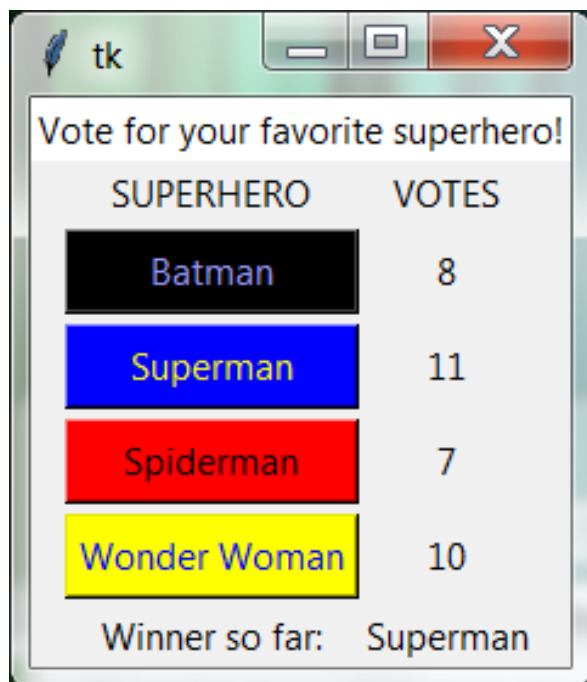 tk
Vote for your favorite superhero!
SUPERHERO VOTES
Batman 8
Superman 11
Spiderman 7
Wonder Woman 10
Winner so far: Superman